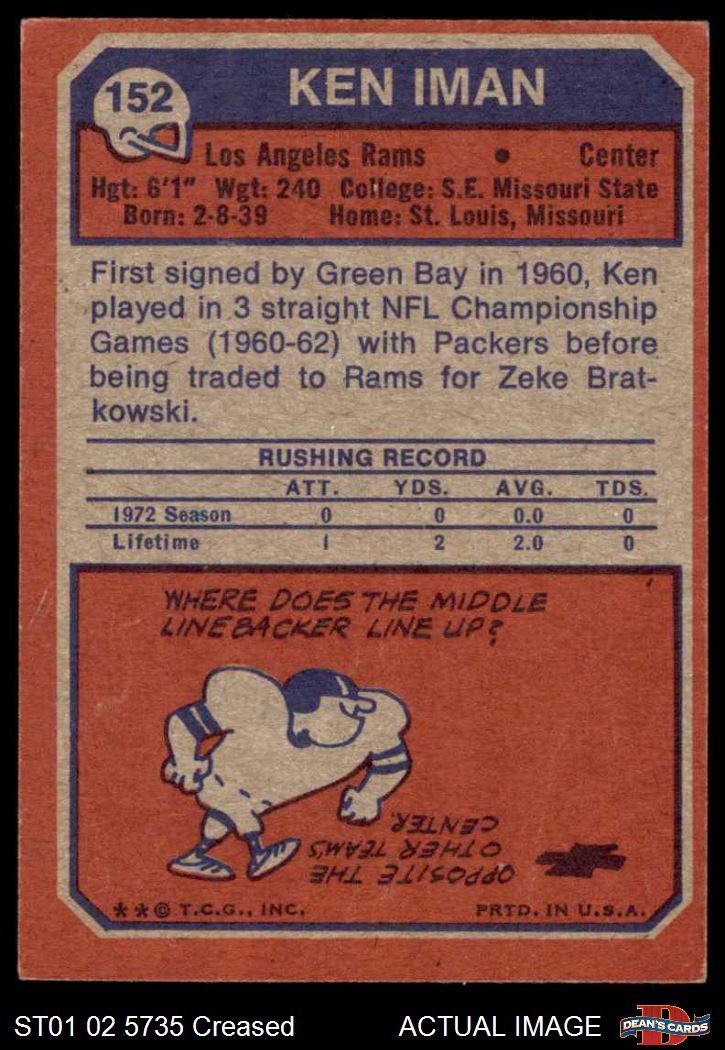 152
KEN IMAN
Los Angeles Rams • Center
Hgt: 6'1" Wgt: 240 College: S.E. Missouri State
Born: 2-8-39 Home: St. Louis, Missouri
First signed by Green Bay in 1960, Ken
played in 3 straight NFL Championship
Games (1960-62) with Packers before
being traded to Rams for Zeke Brat-
kowski.
RUSHING RECORD
ATT. YDS. AVG. TDS.
1972 Season 0 0 0.0 0
Lifetime 1 2 2.0 0
WHERE DOES THE MIDDLE
LINEBACKER LINE UP?
OPPOSITE THE
OTHER TEAM'S
CENTER.
**© T.C.G., INC. PRTD. IN U.S.A.
ST01 02 5735 Creased ACTUAL IMAGE
D
DEAN'S CARDS